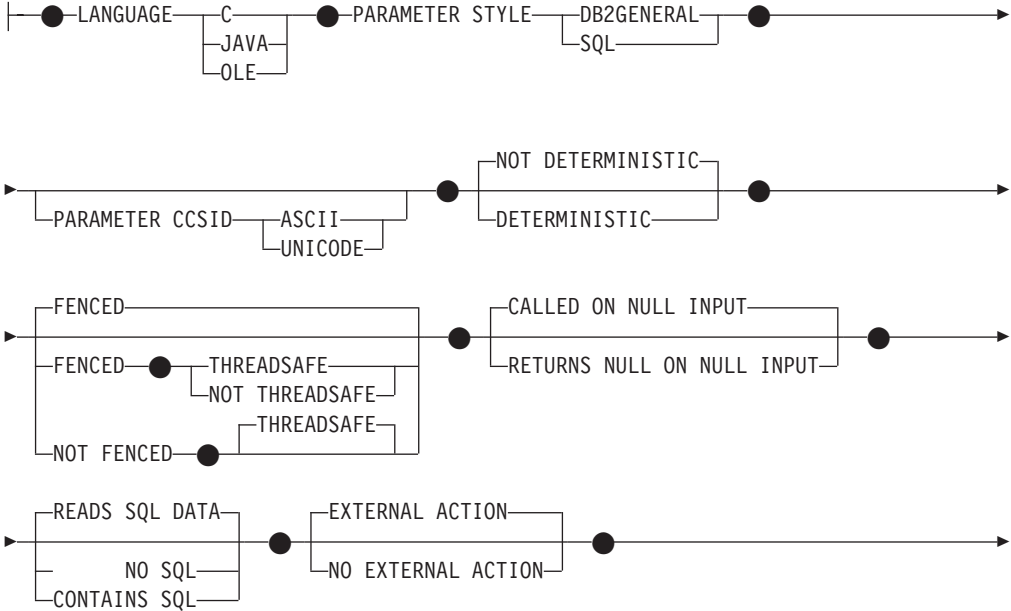 LANGUAGE C PARAMETER STYLE DB2GENERAL
JAVA SQL
OLE
NOT DETERMINISTIC
PARAMETER CCSID ASCII DETERMINISTIC
UNICODE
FENCED CALLED ON NULL INPUT
FENCED THREADSAFE RETURNS NULL ON NULL INPUT
NOT THREADSAFE
THREADSAFE
NOT FENCED
READS SQL DATA EXTERNAL ACTION
NO SQL NO EXTERNAL ACTION
CONTAINS SQL